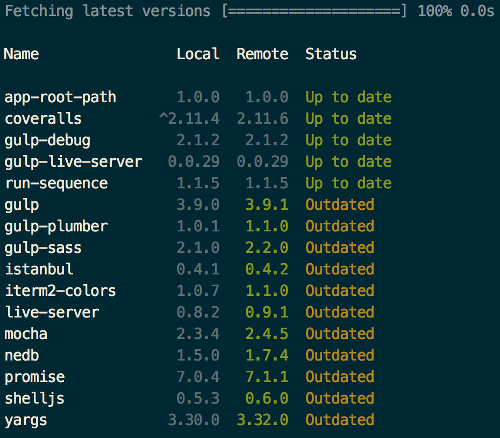 Fetching latest versions [====================] 100% 0.0s
Name Local Remote Status
app-root-path 1.0.0 1.0.0 Up to date
coveralls ^2.11.4 2.11.6 Up to date
gulp-debug 2.1.2 2.1.2 Up to date
gulp-live-server 0.0.29 0.0.29 Up to date
run-sequence 1.1.5 1.1.5 Up to date
gulp 3.9.0 3.9.1 Outdated
gulp-plumber 1.0.1 1.1.0 Outdated
gulp-sass 2.1.0 2.2.0 Outdated
istanbul 0.4.1 0.4.2 Outdated
iterm2-colors 1.0.7 1.1.0 Outdated
live-server 0.8.2 0.9.1 Outdated
mocha 2.3.4 2.4.5 Outdated
nedb 1.5.0 1.7.4 Outdated
promise 7.0.4 7.1.1 Outdated
shelljs 0.5.3 0.6.0 Outdated
yargs 3.30.0 3.32.0 Outdated